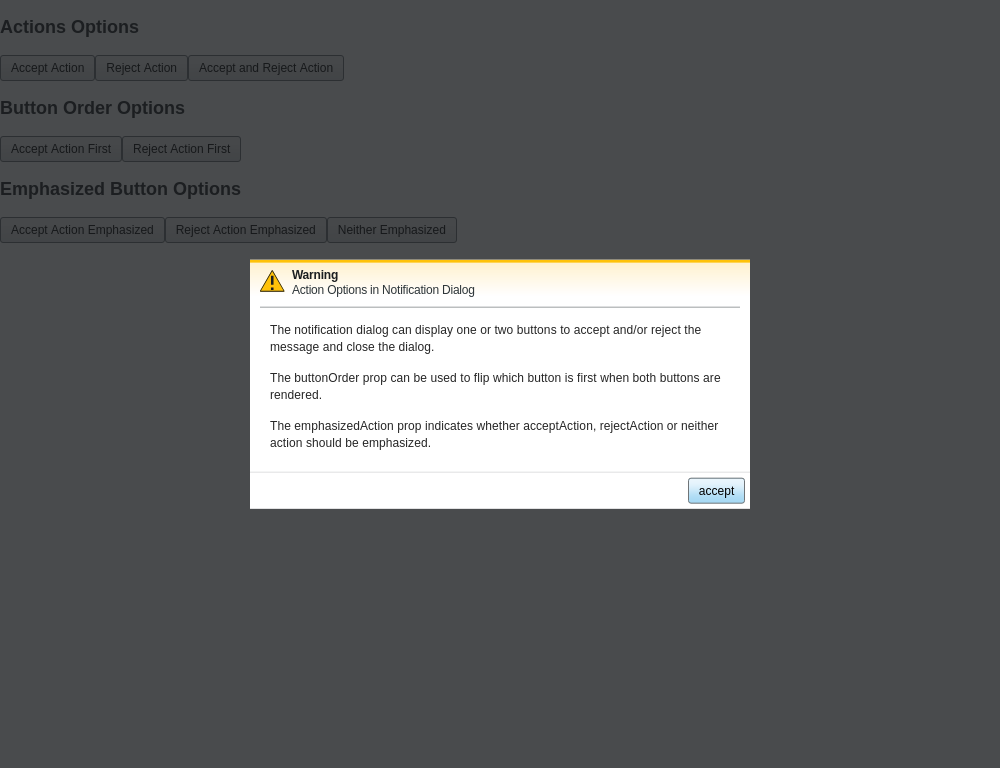 Actions Options
Accept Action Reject Action Accept and Reject Action
Button Order Options
Accept Action First Reject Action First
Emphasized Button Options
Accept Action Emphasized Reject Action Emphasized Neither Emphasized
Warning
Action Options in Notification Dialog
The notification dialog can display one or two buttons to accept and/or reject the
message and close the dialog.
The buttonOrder prop can be used to flip which button is first when both buttons are
rendered.
The emphasizedAction prop indicates whether acceptAction, rejectAction or neither
action should be emphasized.
accept